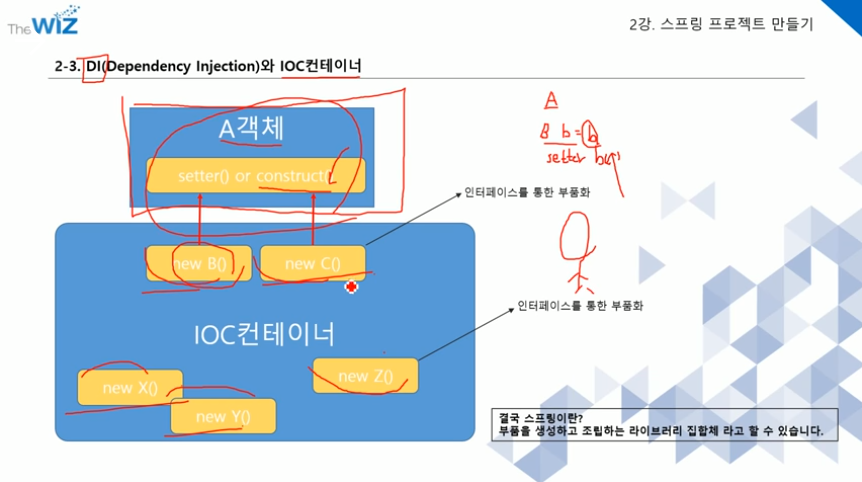 The WIZ
2강. 스프링 프로젝트 만들기
2-3. DI(Dependency Injection)와 IOC컨테이너
A객체
setter() or construct()
new B()
new C()
인터페이스를 통한 부품화
A
B b = b
setter
인터페이스를 통한 부품화
IOC컨테이너
new X()
new Y()
new Z()
결국 스프링이란?
부품을 생성하고 조립하는 라이브러리 집합체 라고 할 수 있습니다.